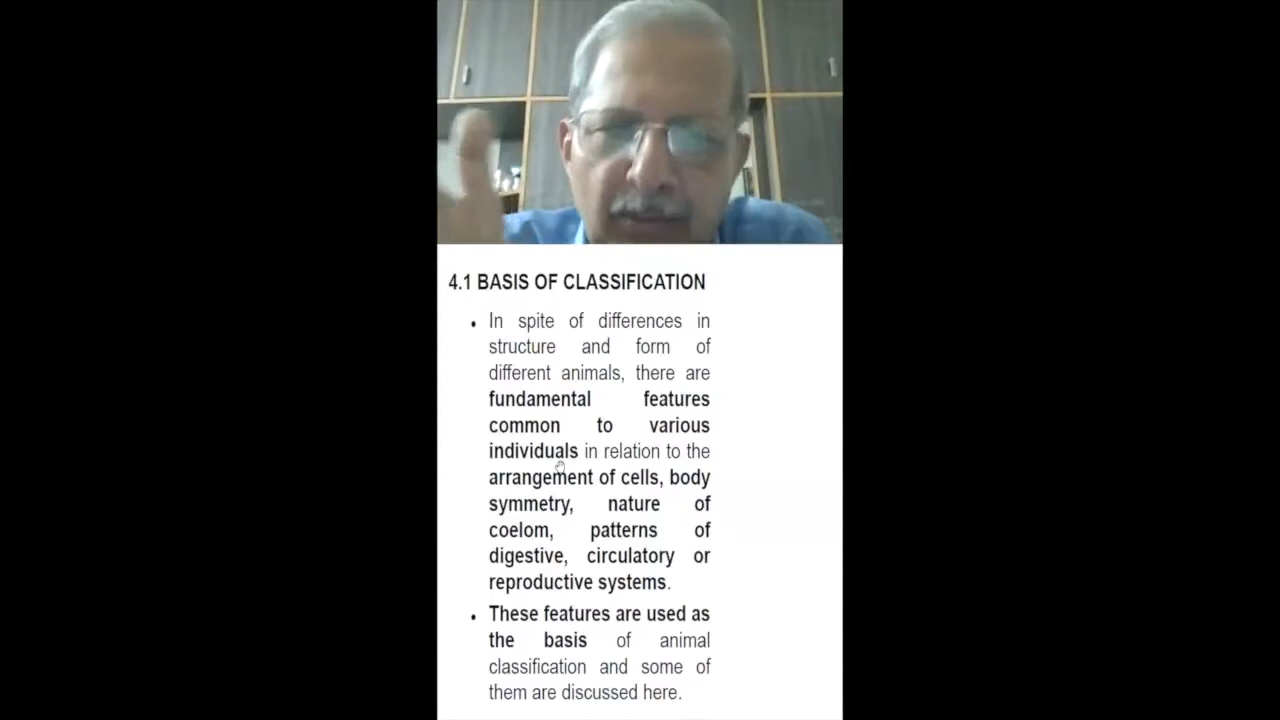 4.1 BASIS OF CLASSIFICATION
• In spite of differences in
structure and form of
different animals, there are
fundamental features
common to various
individuals in relation to the
arrangement of cells, body
symmetry, nature of
coelom, patterns of
digestive, circulatory or
reproductive systems.
• These features are used as
the basis of animal
classification and some of
them are discussed here.